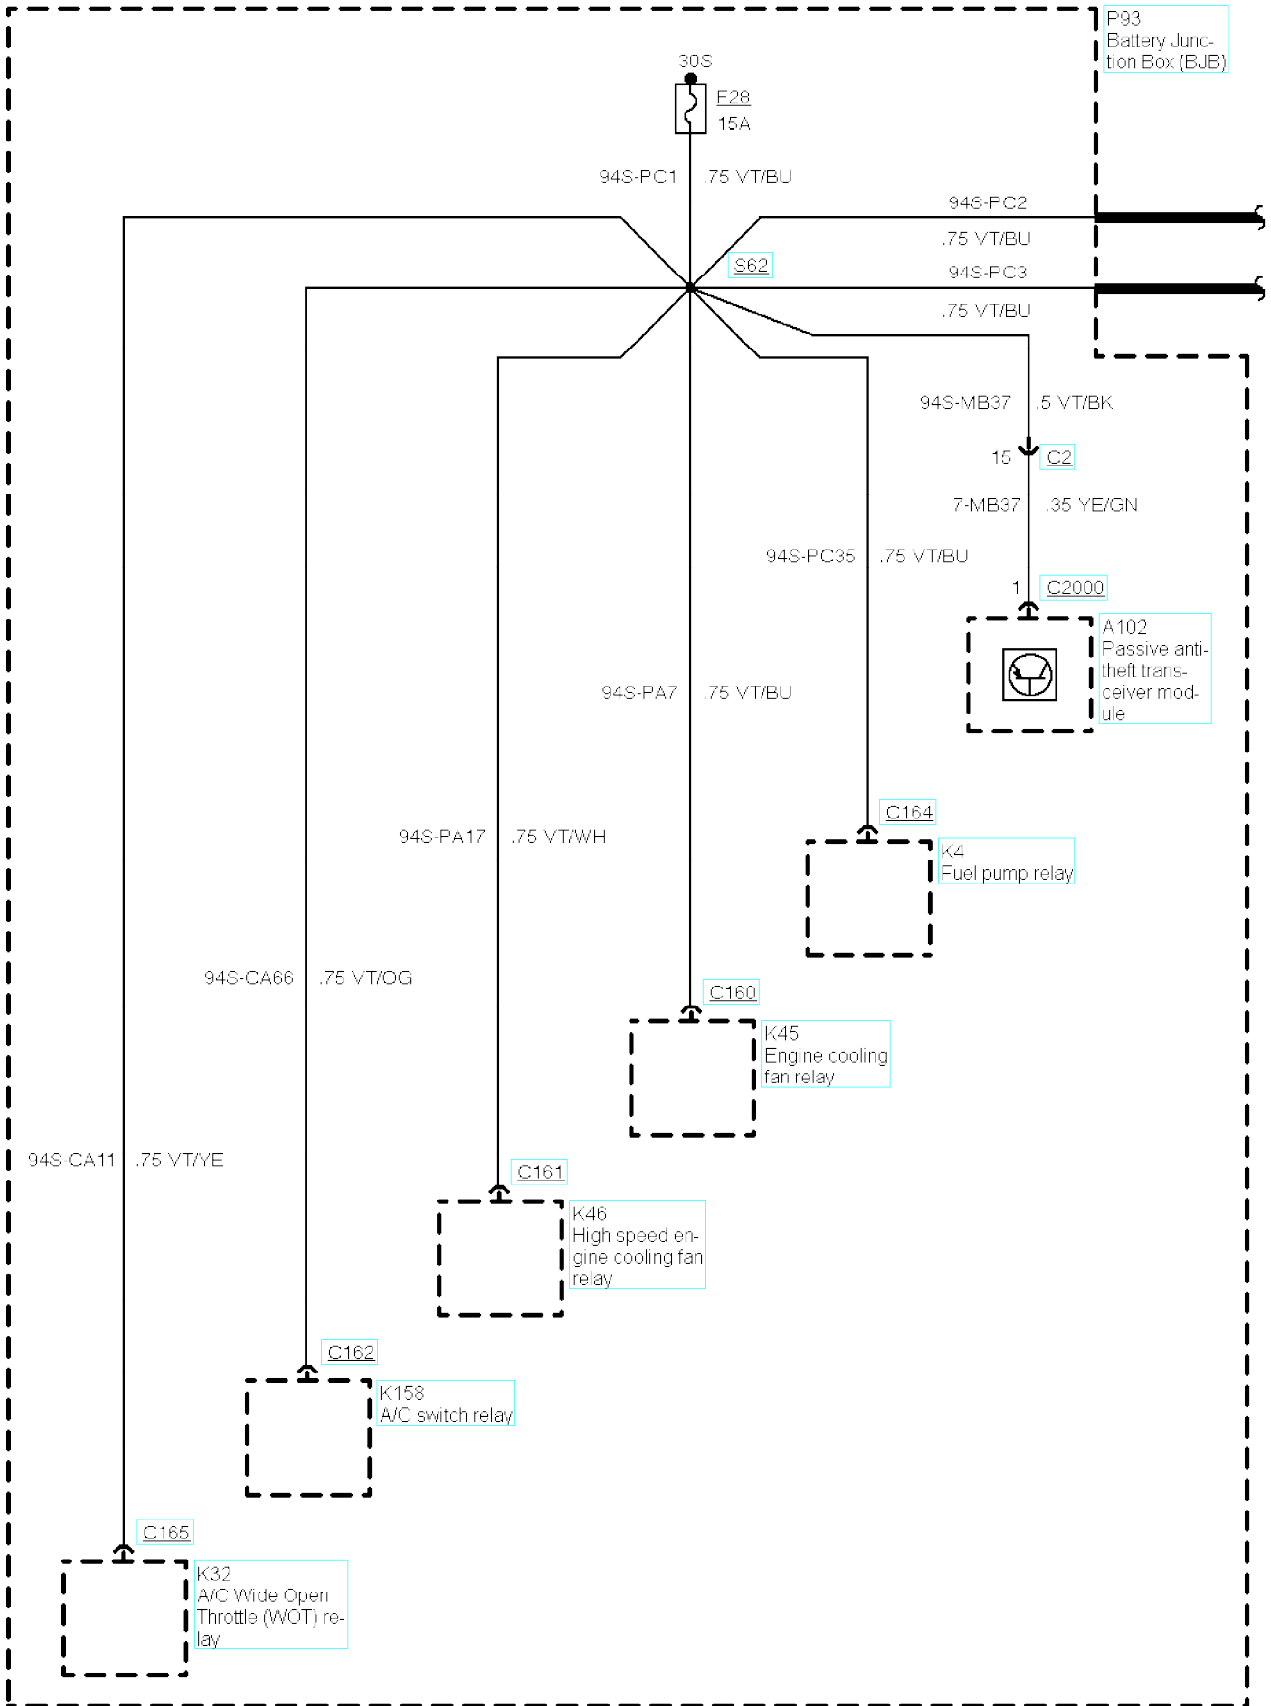 P93
Battery Junc-
tion Box (BJB)
30S
F28
15A
94S-PC1 .75 VT/BU
94S-PC2
.75 VT/BU
S62
94S-PC3
.75 VT/BU
94S-MB37 .5 VT/BK
15 C2
7-MB37 .35 YE/GN
94S-PC35 .75 VT/BU
1 C2000
A102
Passive anti-
theft trans-
ceiver mod-
ule
94S-PA7 .75 VT/BU
C164
94S-PA17 .75 VT/WH
K4
Fuel pump relay
94S-CA66 .75 VT/OG
C160
K45
Engine cooling
fan relay
94S-CA11 .75 VT/YE
C161
K46
High speed en-
gine cooling fan
relay
C162
K158
A/C switch relay
C165
K32
A/C Wide Open
Throttle (WOT) re-
lay